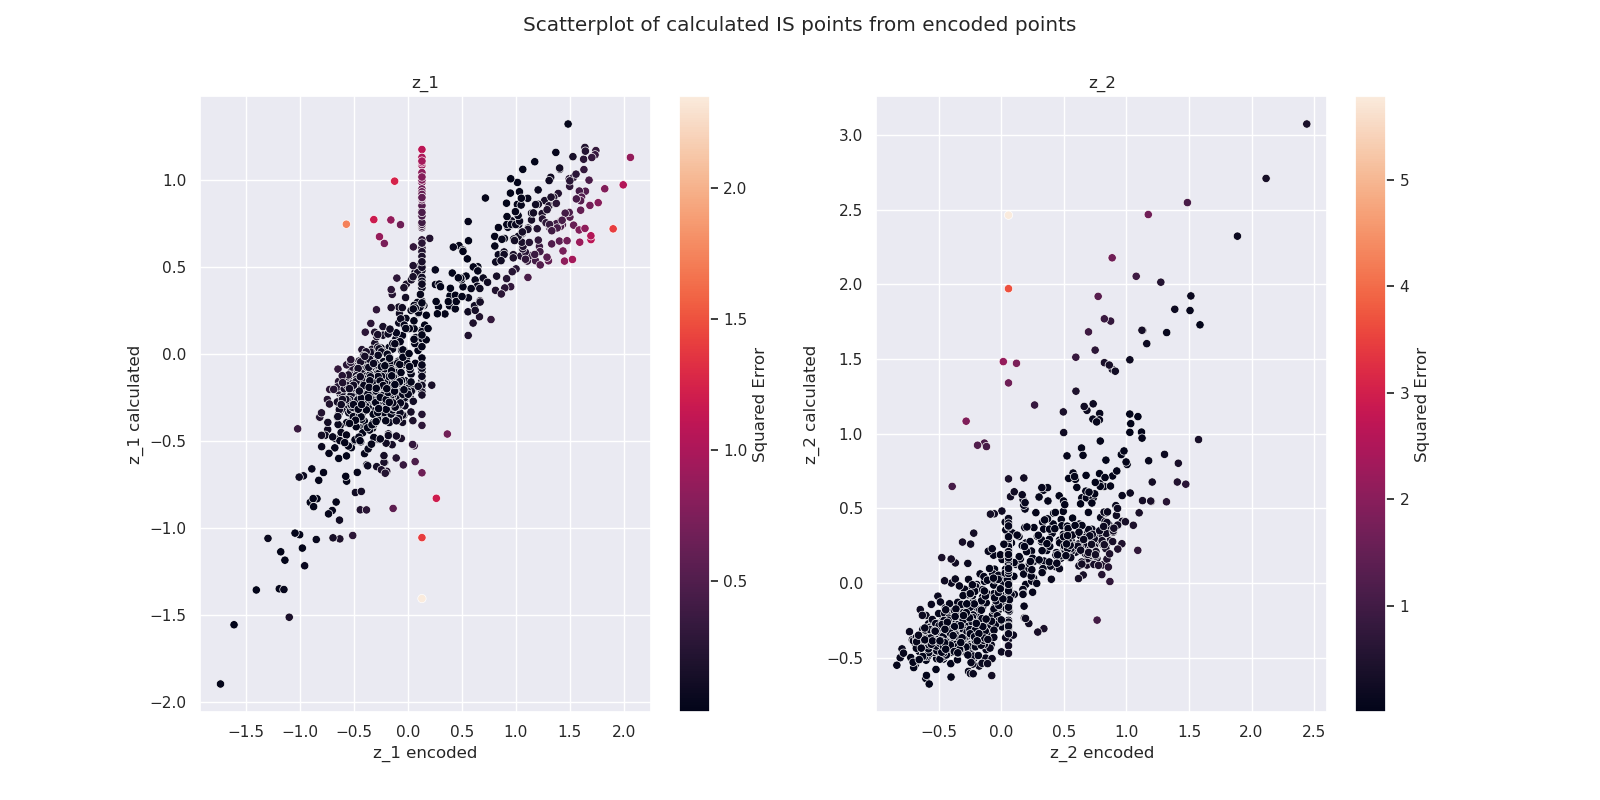 Scatterplot of calculated IS points from encoded points
z_1
1.0
0.5
0.0
−0.5
−1.0
−1.5
−2.0
z_1 calculated
−1.5 −1.0 −0.5 0.0 0.5 1.0 1.5 2.0
z_1 encoded
2.0
1.5
1.0
0.5
Squared Error
z_2
3.0
2.5
2.0
1.5
1.0
0.5
0.0
−0.5
z_2 calculated
−0.5 0.0 0.5 1.0 1.5 2.0 2.5
z_2 encoded
5
4
3
2
1
Squared Error